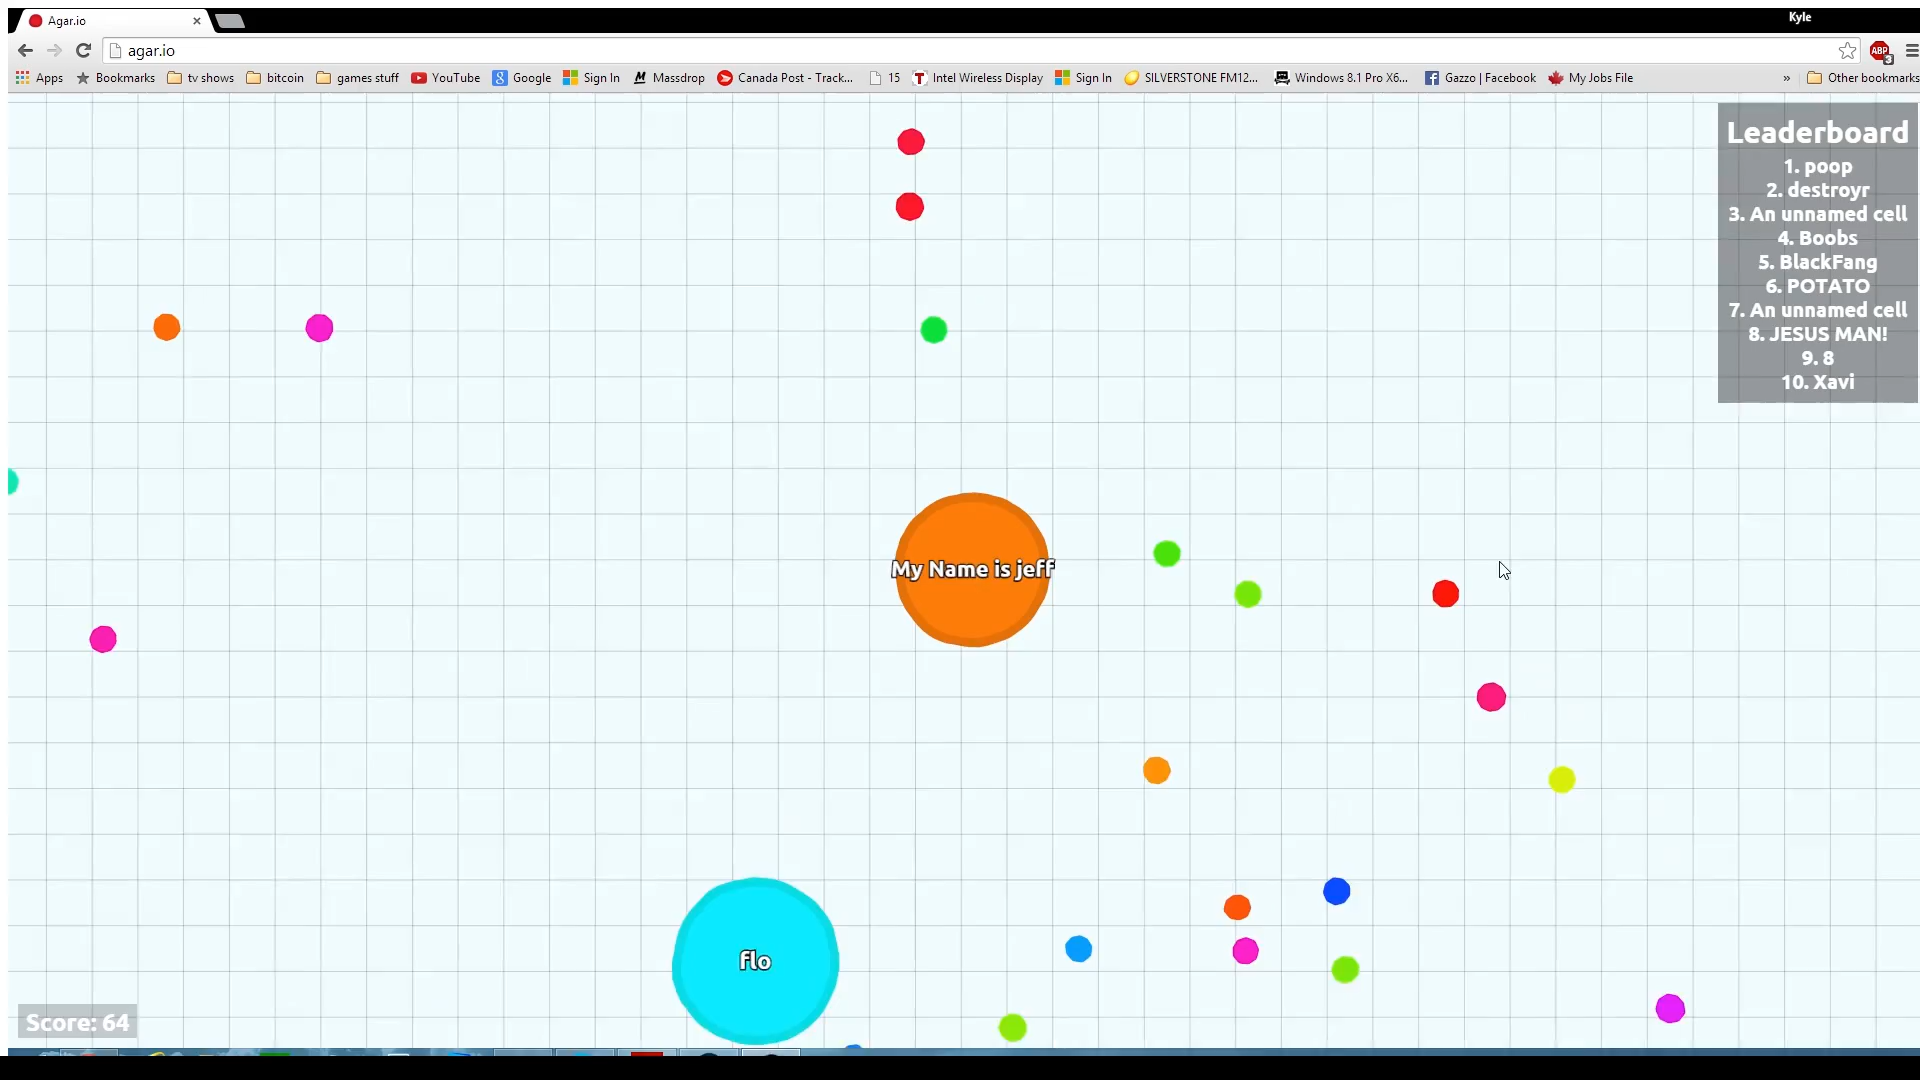 Agar.io
Kyle
agar.io
ABP
3
Apps
Bookmarks
tv shows
bitcoin
games stuff
YouTube
Google
Sign In
Massdrop
Canada Post - Track...
15
Intel Wireless Display
Sign In
SILVERSTONE FM12...
Windows 8.1 Pro X6...
Gazzo | Facebook
My Jobs File
»
Other bookmarks
Leaderboard
1. poop
2. destroyr
3. An unnamed cell
4. Boobs
5. BlackFang
6. POTATO
7. An unnamed cell
8. JESUS MAN!
9. 8
10. Xavi
My Name is jeff
flo
Score: 64